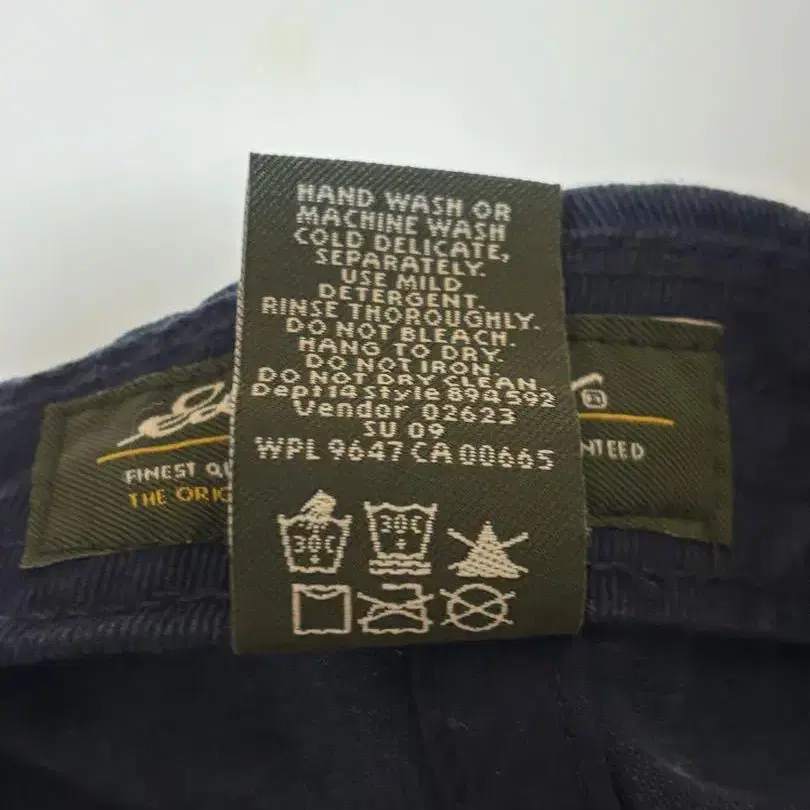 HAND WASH OR
MACHINE WASH
COLD DELICATE,
SEPARATELY.
USE MILD
DETERGENT.
RINSE THOROUGHLY.
DO NOT BLEACH.
HANG TO DRY.
DO NOT IRON.
DO NOT DRY CLEAN.
Dept14 Style 894592
Vendor 02623
SU 09
WPL 9647 CA 00665
30C
30C
FINEST QU
THE ORIG
NTEED